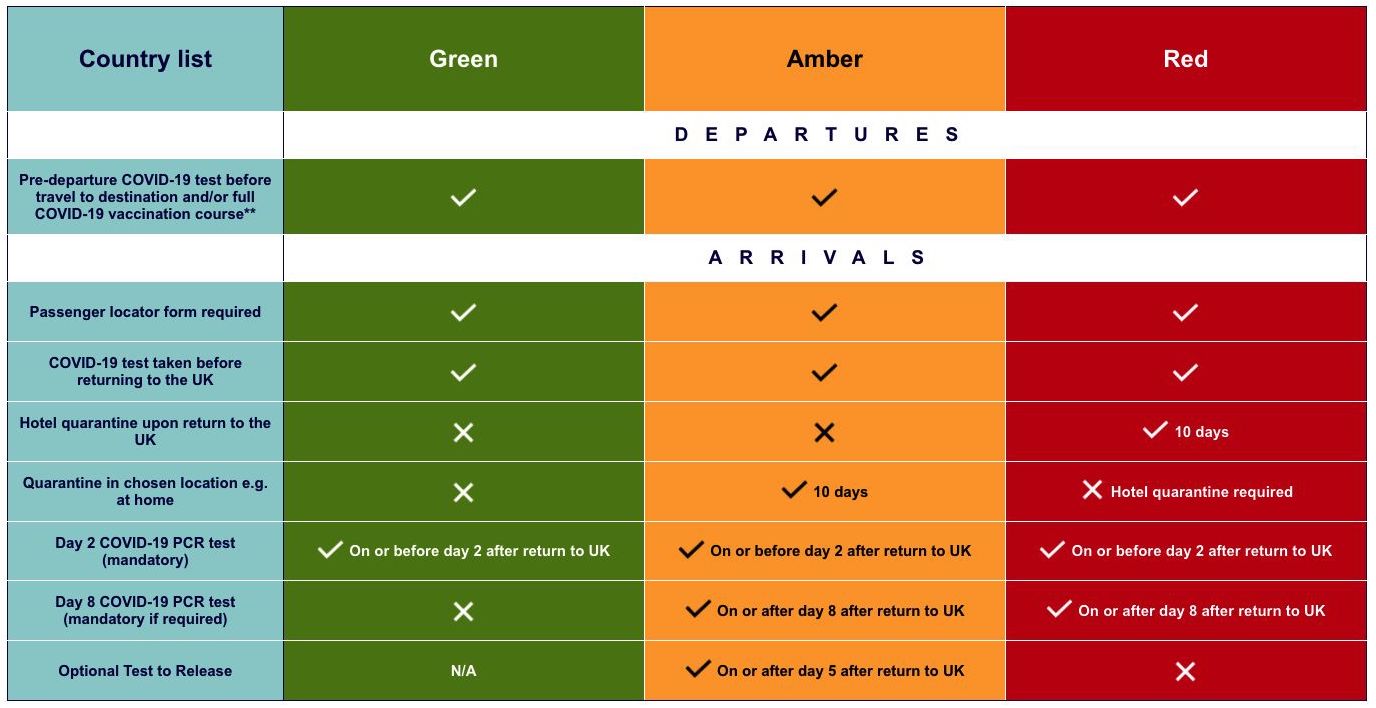 Country list
Green
Amber
Red
DEPARTURES
Pre-departure COVID-19 test before
travel to destination and/or full
COVID-19 vaccination course**
ARRIVALS
Passenger locator form required
COVID-19 test taken before
returning to the UK
Hotel quarantine upon return to the
UK
10 days
Quarantine in chosen location e.g.
at home
10 days
Hotel quarantine required
Day 2 COVID-19 PCR test
(mandatory)
On or before day 2 after return to UK
On or before day 2 after return to UK
On or before day 2 after return to UK
Day 8 COVID-19 PCR test
(mandatory if required)
On or after day 8 after return to UK
On or after day 8 after return to UK
Optional Test to Release
N/A
On or after day 5 after return to UK